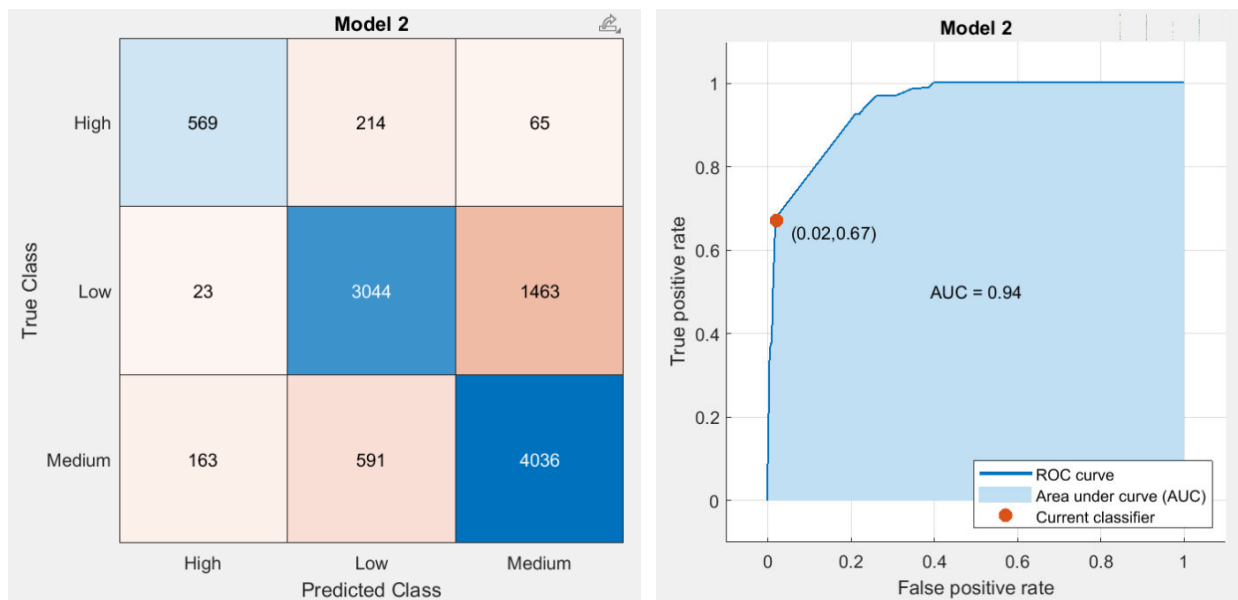 Model 2
High 569 214 65
Low 23 3044 1463
Medium 163 591 4036
High Low Medium
Predicted Class
True Class
Model 2
1
0.8
0.6
0.4
0.2
0
(0.02,0.67)
AUC = 0.94
ROC curve
Area under curve (AUC)
Current classifier
0 0.2 0.4 0.6 0.8 1
False positive rate
True positive rate